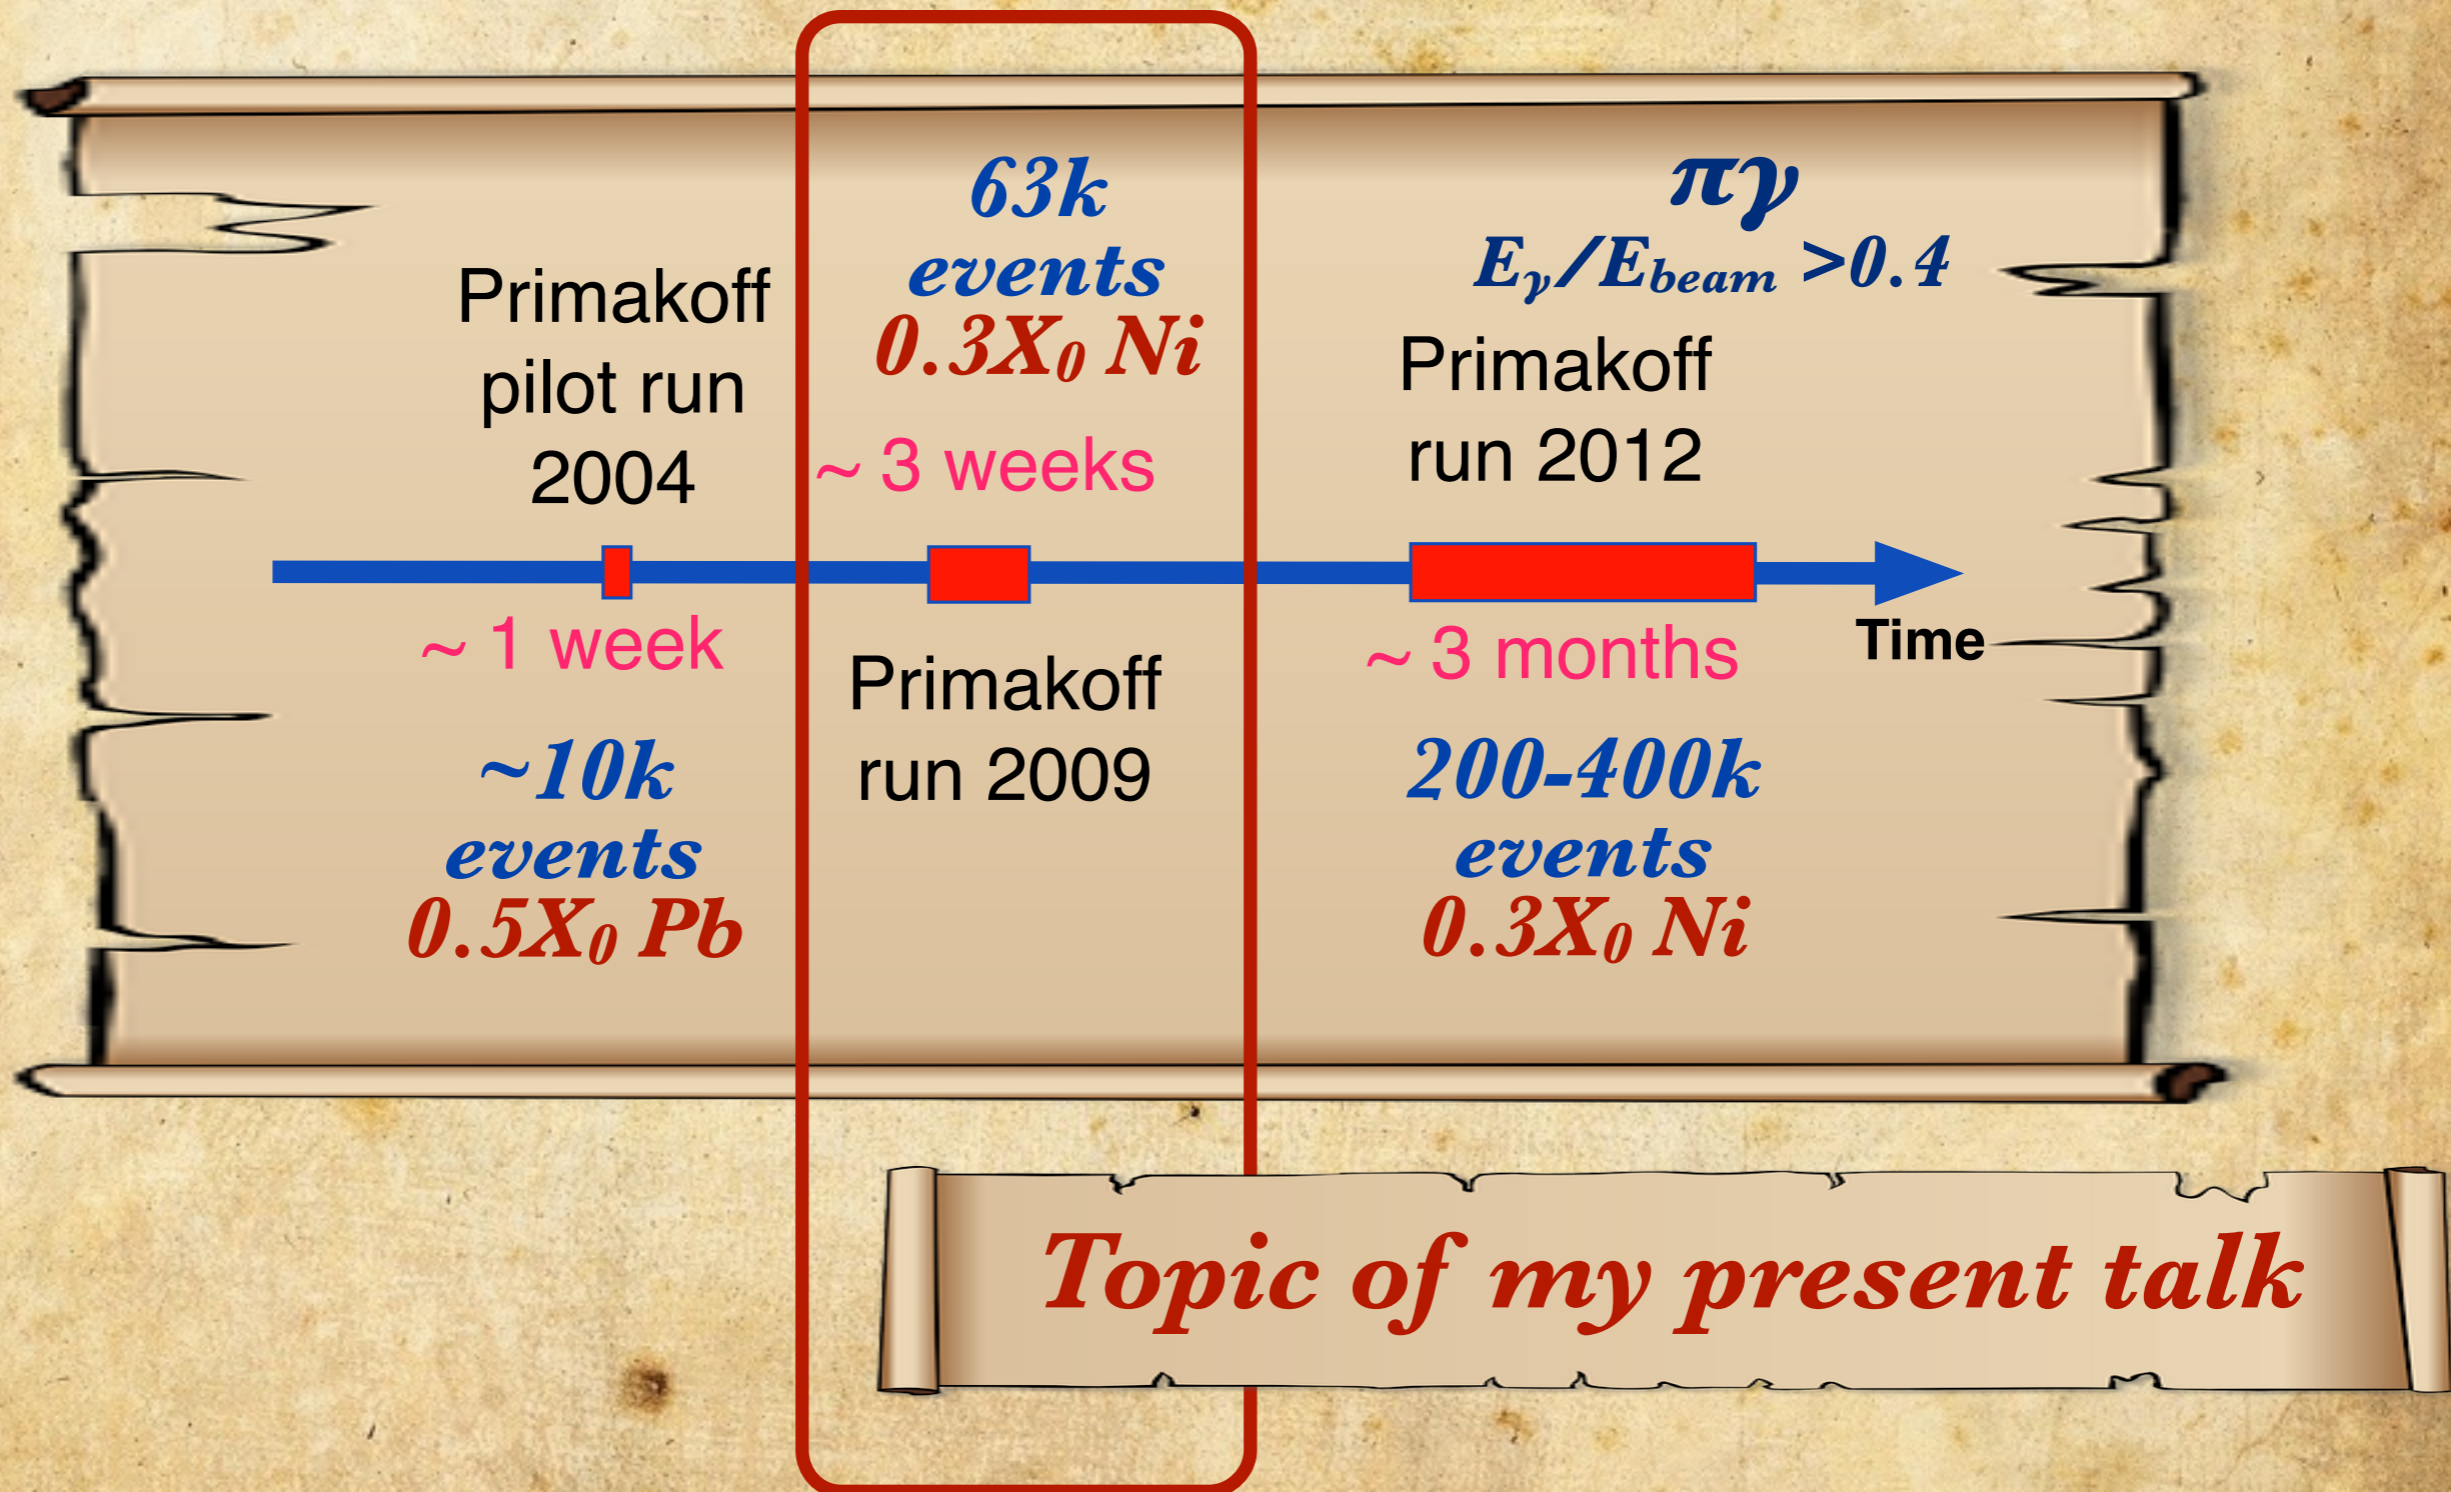 Primakoff
pilot run
2004
~ 1 week
~10k
events
0.5X₀ Pb
63k
events
0.3X₀ Ni
~ 3 weeks
Primakoff
run 2009
πγ
Eᵧ/E_beam >0.4
Primakoff
run 2012
~ 3 months
Time
200-400k
events
0.3X₀ Ni
Topic of my present talk